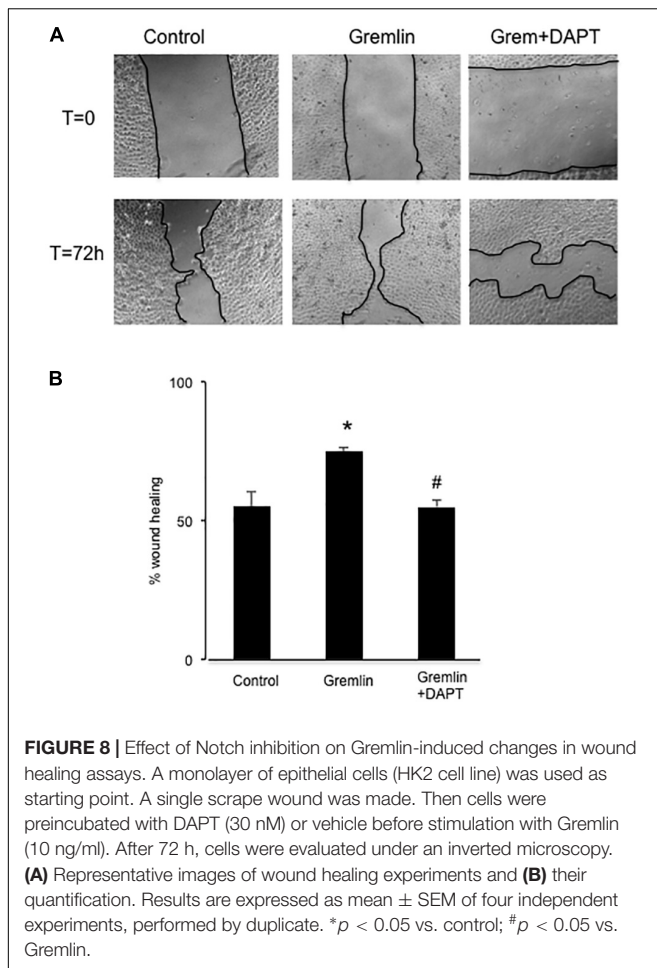 A
Control Gremlin Grem+DAPT
T=0
T=72h
B
100
50
0
% wound healing
*
#
Control Gremlin Gremlin
+DAPT
FIGURE 8 | Effect of Notch inhibition on Gremlin-induced changes in wound
healing assays. A monolayer of epithelial cells (HK2 cell line) was used as
starting point. A single scrape wound was made. Then cells were
preincubated with DAPT (30 nM) or vehicle before stimulation with Gremlin
(10 ng/ml). After 72 h, cells were evaluated under an inverted microscopy.
(A) Representative images of wound healing experiments and (B) their
quantification. Results are expressed as mean ± SEM of four independent
experiments, performed by duplicate. *p < 0.05 vs. control; #p < 0.05 vs.
Gremlin.